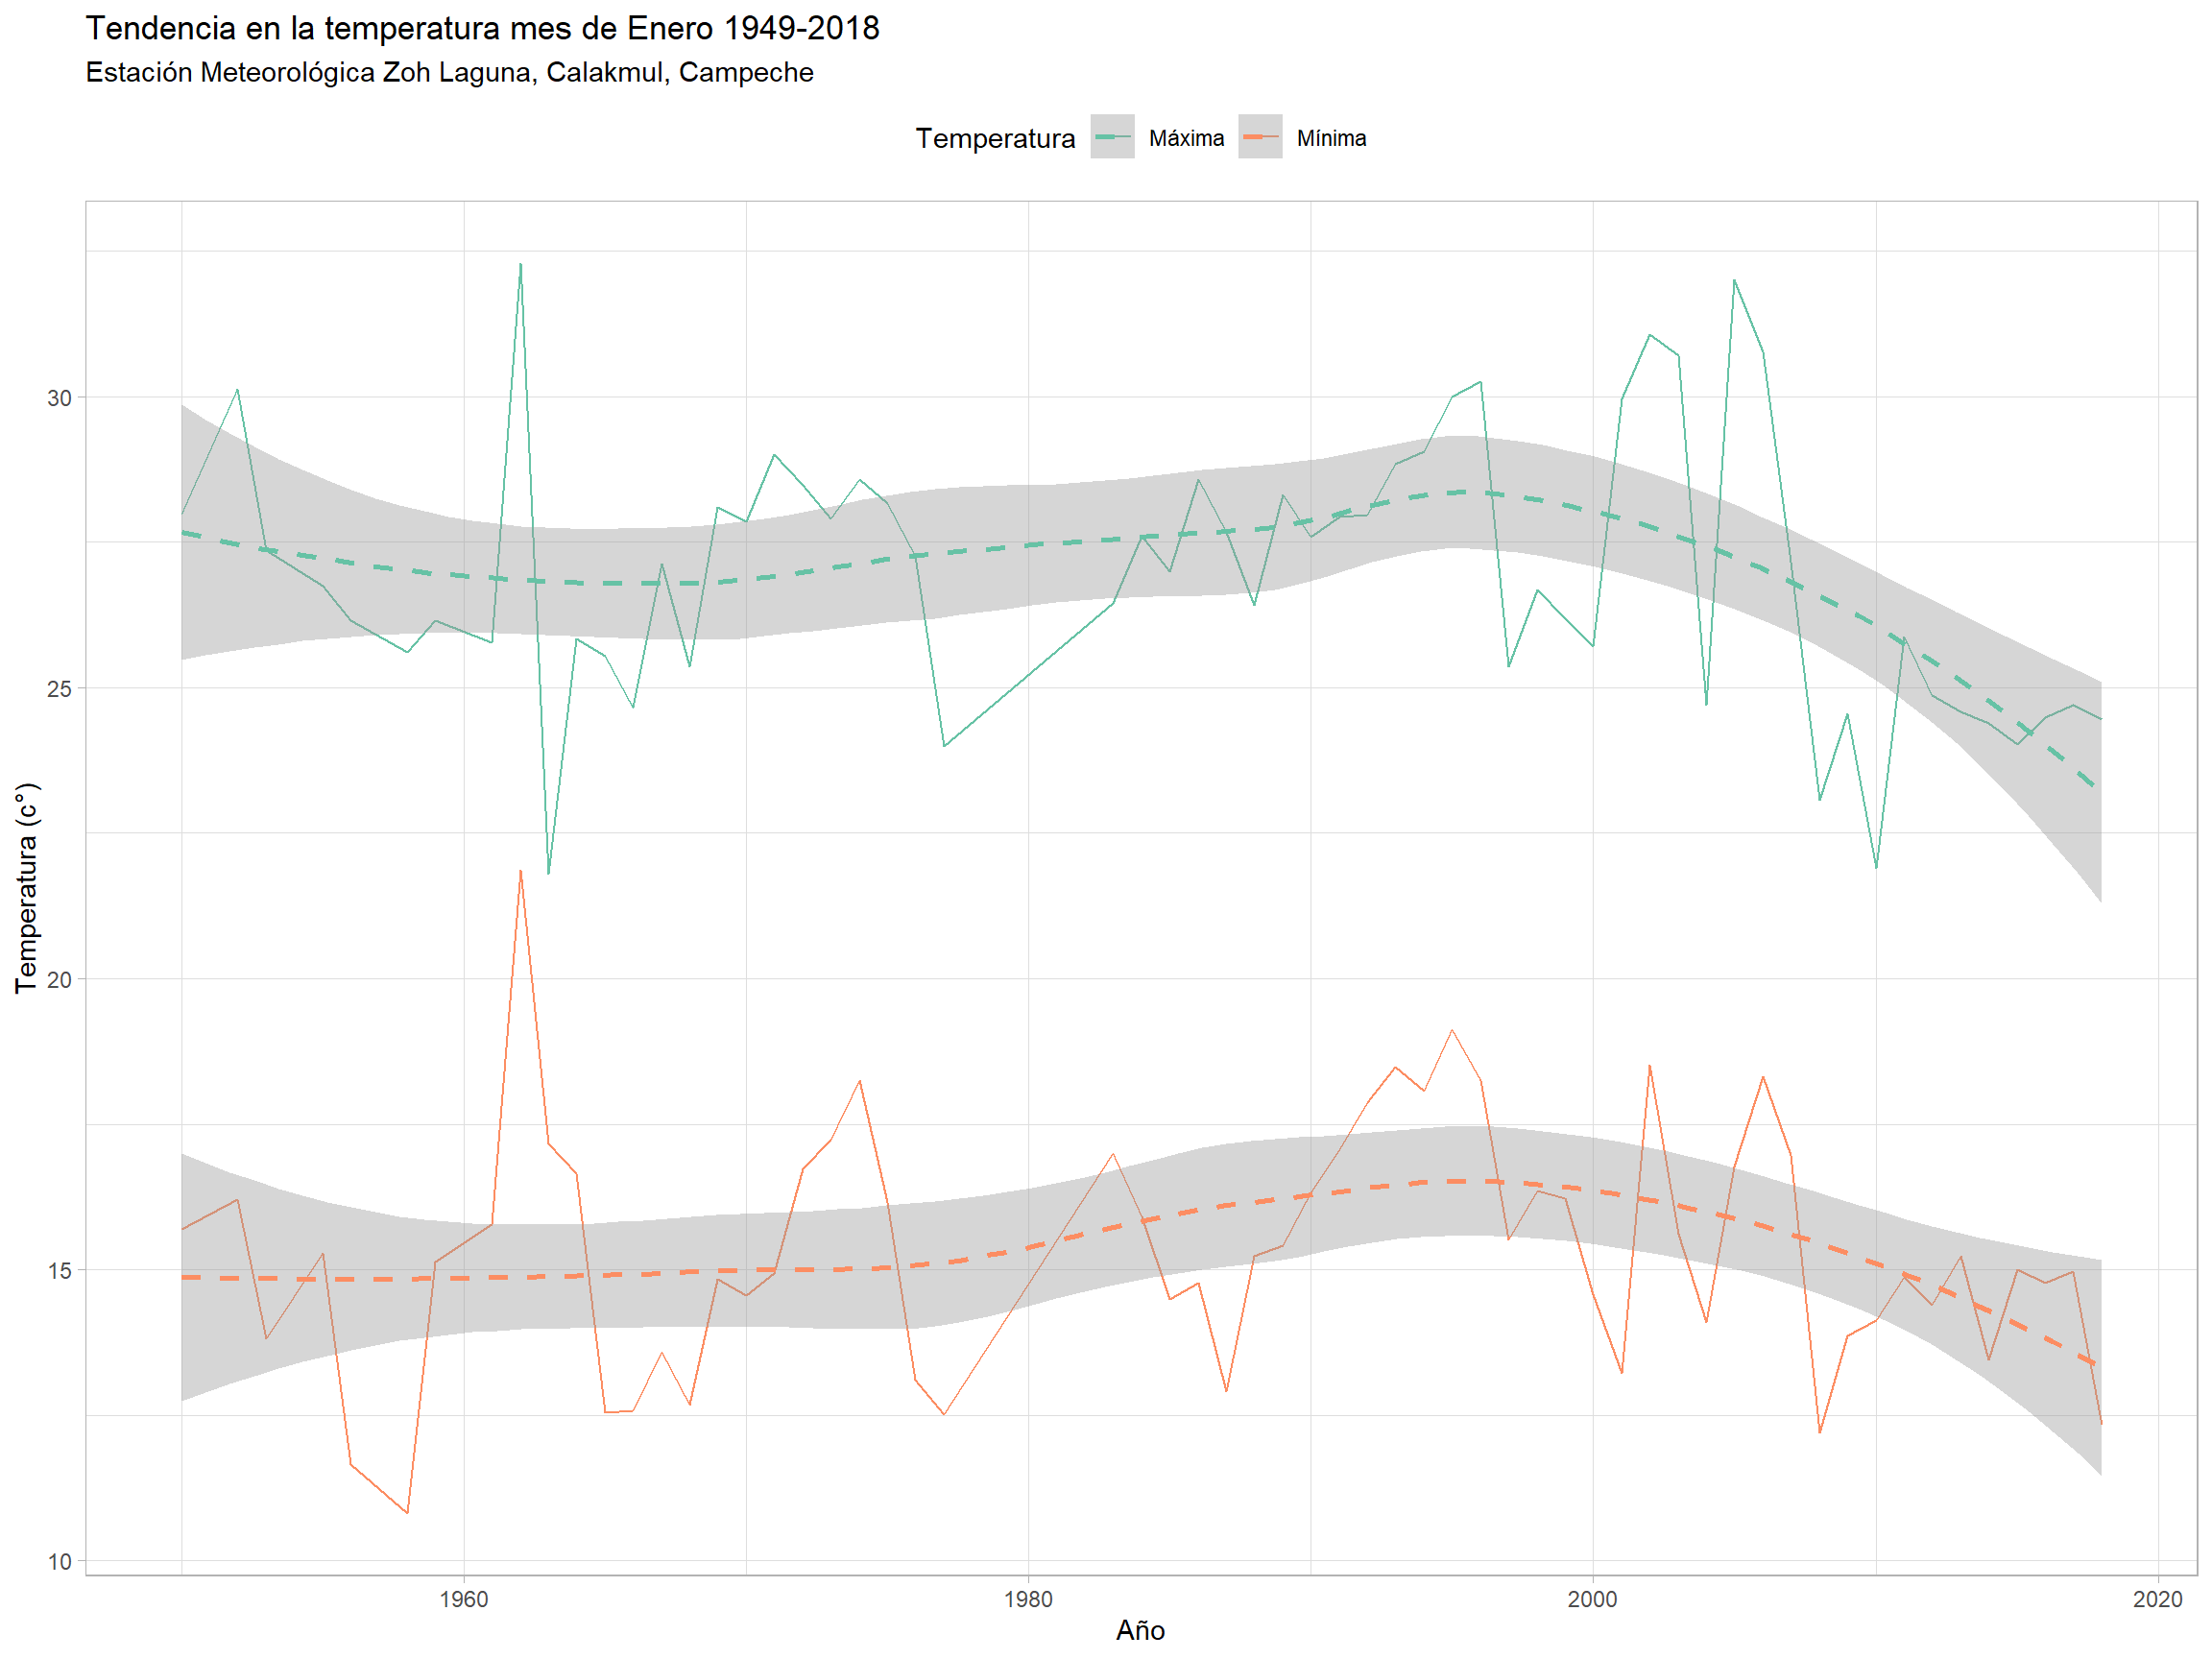 Tendencia en la temperatura mes de Enero 1949-2018
Estación Meteorológica Zoh Laguna, Calakmul, Campeche
Temperatura Máxima Mínima
30
25
20
15
10
Temperatura (c°)
1960 1980 2000 2020
Año